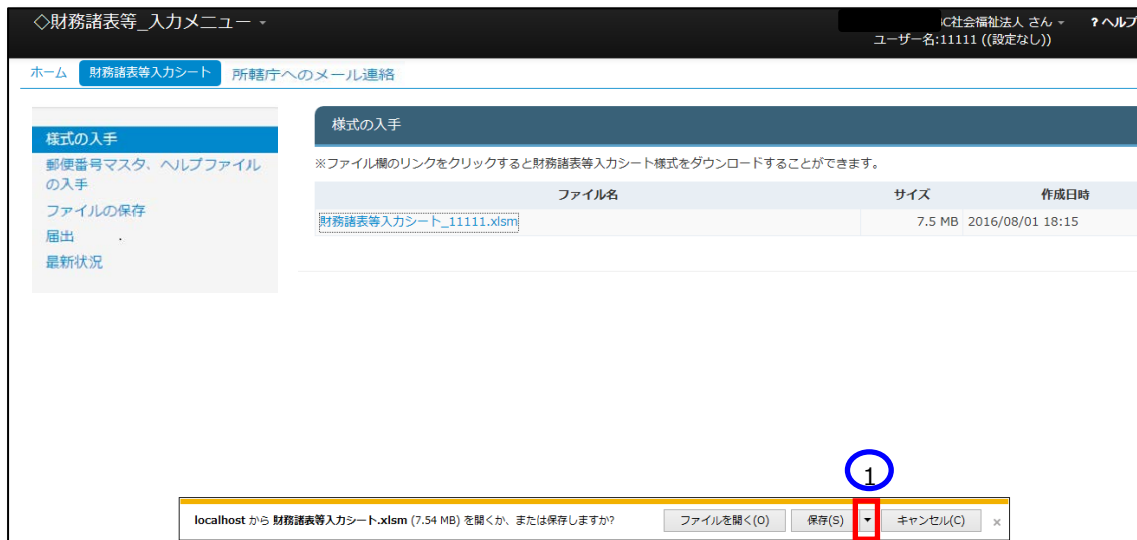 ◇財務諸表等_入力メニュー
C社会福祉法人 さん
?ヘルプ
ユーザー名:11111 ((設定なし))
ホーム 財務諸表等入力シート 所轄庁へのメール連絡
様式の入手
郵便番号マスタ、ヘルプファイル
の入手
ファイルの保存
届出
最新状況
様式の入手
※ファイル欄のリンクをクリックすると財務諸表等入力シート様式をダウンロードすることができます。
ファイル名 サイズ 作成日時
財務諸表等入力シート_11111.xlsm 7.5 MB 2016/08/01 18:15
1
localhost から 財務諸表等入力シート.xlsm (7.54 MB) を開くか、または保存しますか? ファイルを開く(O) 保存(S) ▼ キャンセル(C) ×